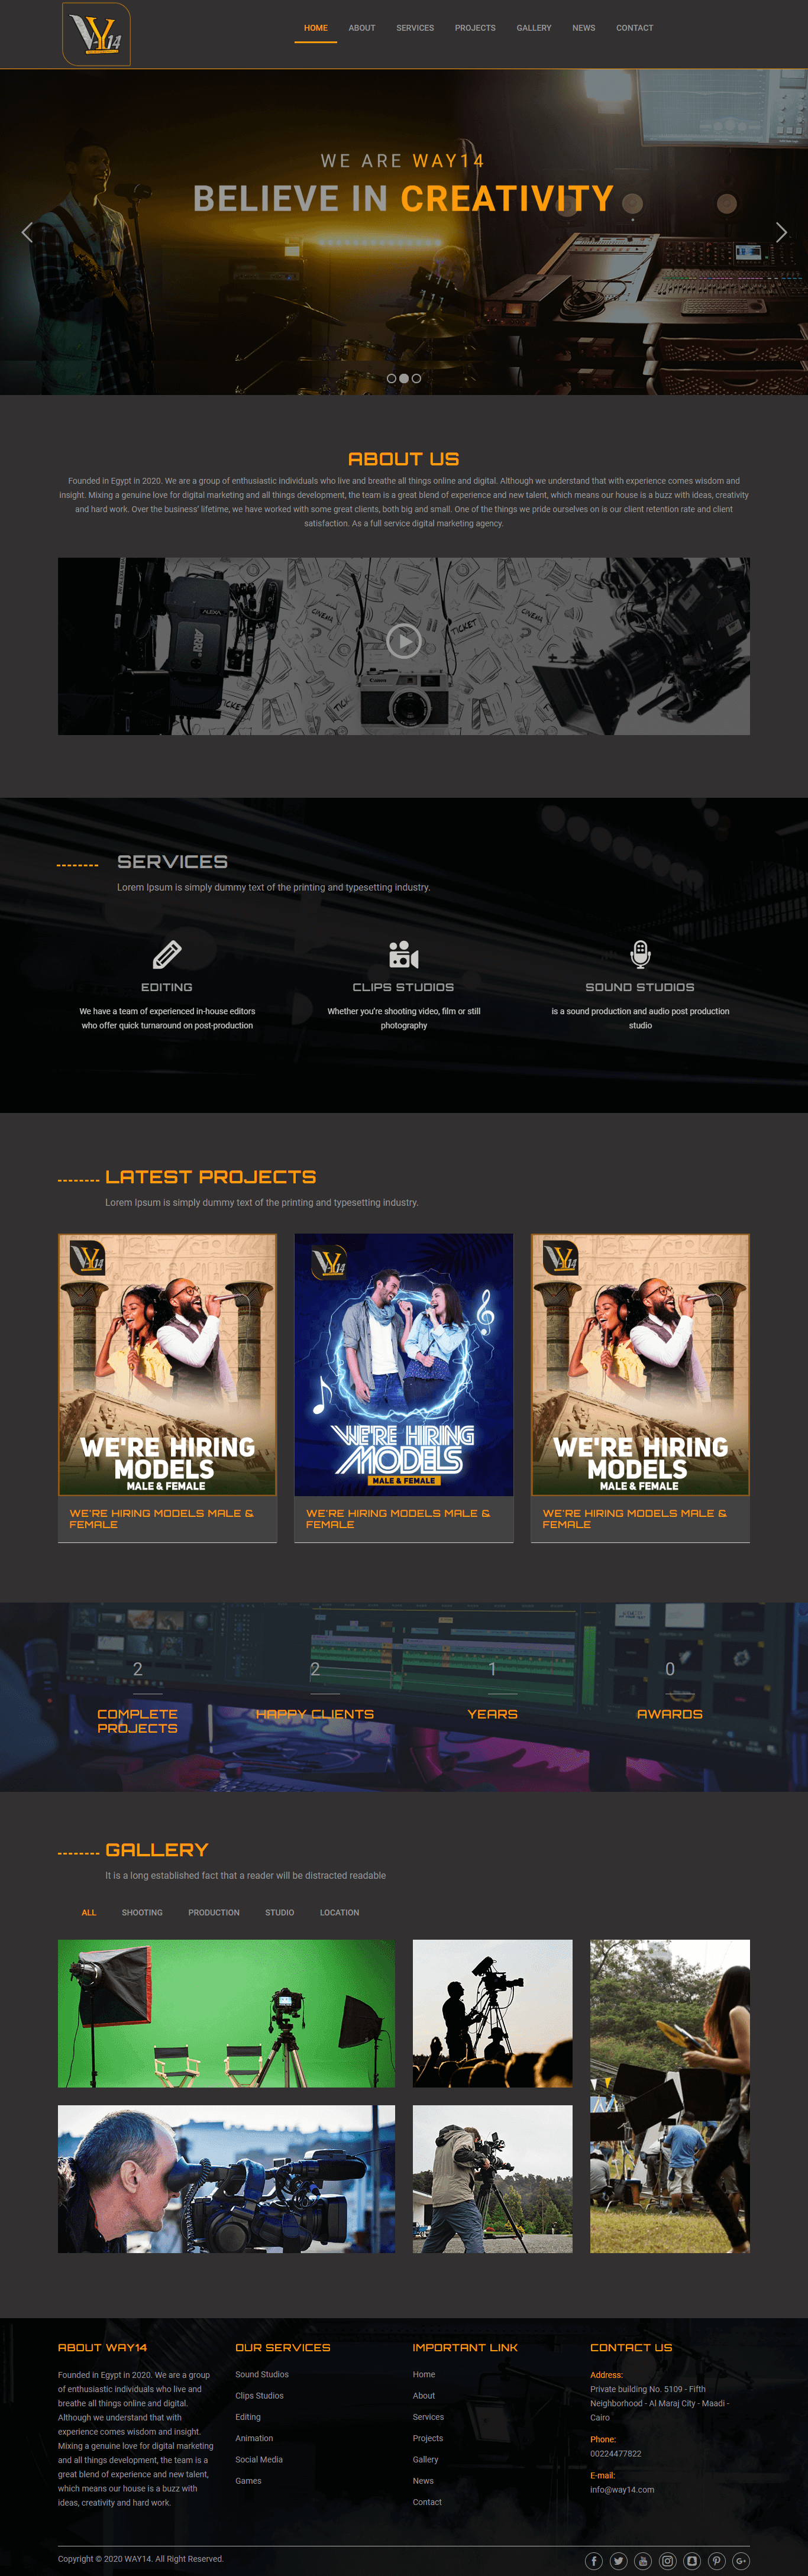 WAY14
HOME ABOUT SERVICES PROJECTS GALLERY NEWS CONTACT
WE ARE WAY14
BELIEVE IN CREATIVITY
ABOUT US
Founded in Egypt in 2020. We are a group of enthusiastic individuals who live and breathe all things online and digital. Although we understand that with experience comes wisdom and
insight. Mixing a genuine love for digital marketing and all things development, the team is a great blend of experience and new talent, which means our house is a buzz with ideas, creativity
and hard work. Over the business' lifetime, we have worked with some great clients, both big and small. One of the things we pride ourselves on is our client retention rate and client
satisfaction. As a full service digital marketing agency.
ALEXA
ARRI
CINEMA
TICKET
CINEMA
TICKET
Canon
SERVICES
Lorem Ipsum is simply dummy text of the printing and typesetting industry.
EDITING
We have a team of experienced in-house editors
who offer quick turnaround on post-production
CLIPS STUDIOS
Whether you're shooting video, film or still
photography
SOUND STUDIOS
is a sound production and audio post production
studio
LATEST PROJECTS
Lorem Ipsum is simply dummy text of the printing and typesetting industry.
WE'RE HIRING
MODELS
MALE & FEMALE
WE'RE HIRING MODELS MALE &
FEMALE
WE'RE HIRING
MODELS
MALE & FEMALE
WE'RE HIRING MODELS MALE &
FEMALE
WE'RE HIRING
MODELS
MALE & FEMALE
WE'RE HIRING MODELS MALE &
FEMALE
2
COMPLETE
PROJECTS
2
HAPPY CLIENTS
1
YEARS
0
AWARDS
GALLERY
It is a long established fact that a reader will be distracted readable
ALL SHOOTING PRODUCTION STUDIO LOCATION
ABOUT WAY14
Founded in Egypt in 2020. We are a group
of enthusiastic individuals who live and
breathe all things online and digital.
Although we understand that with
experience comes wisdom and insight.
Mixing a genuine love for digital marketing
and all things development, the team is a
great blend of experience and new talent,
which means our house is a buzz with
ideas, creativity and hard work.
OUR SERVICES
Sound Studios
Clips Studios
Editing
Animation
Social Media
Games
IMPORTANT LINK
Home
About
Services
Projects
Gallery
News
Contact
CONTACT US
Address:
Private building No. 5109 - Fifth
Neighborhood - Al Maraj City - Maadi -
Cairo
Phone:
00224477822
E-mail:
info@way14.com
Copyright © 2020 WAY14. All Right Reserved.